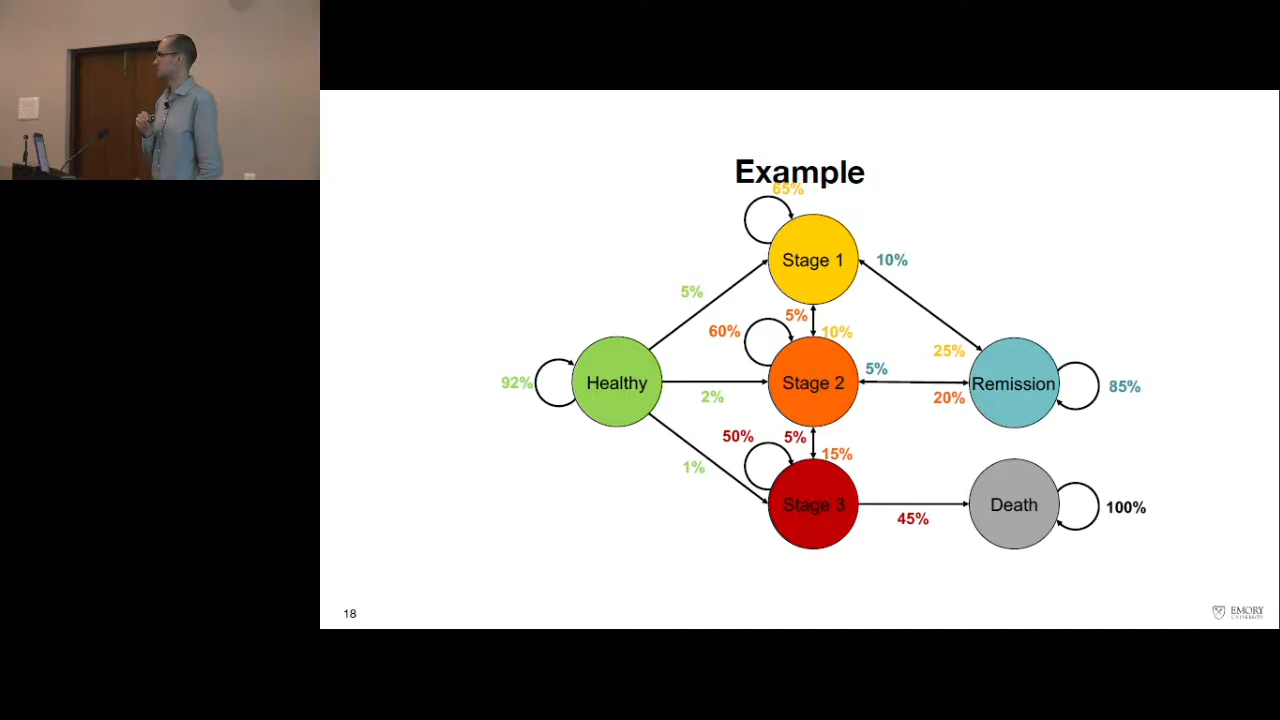 Example
65%
Stage 1
10%
5%
5%
10%
60%
25%
92%
Healthy
2%
Stage 2
5%
20%
Remission
85%
1%
50%
5%
15%
Stage 3
45%
Death
100%
18
EMORY
UNIVERSITY